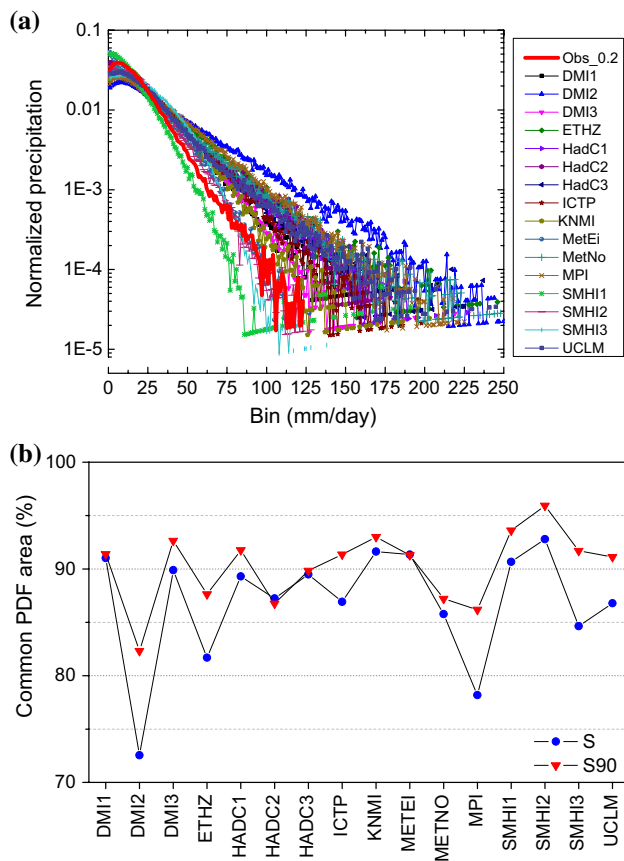 (a)
0.1
0.01
1E-3
1E-4
1E-5
Normalized precipitation
0 25 50 75 100 125 150 175 200 225 250
Bin (mm/day)
Obs_0.2
DMI1
DMI2
DMI3
ETHZ
HadC1
HadC2
HadC3
ICTP
KNMI
MetEi
MetNo
MPI
SMHI1
SMHI2
SMHI3
UCLM
(b)
100
90
80
70
Common PDF area (%)
S
S90
DMI1
DMI2
DMI3
ETHZ
HADC1
HADC2
HADC3
ICTP
KNMI
METEI
METNO
MPI
SMHI1
SMHI2
SMHI3
UCLM